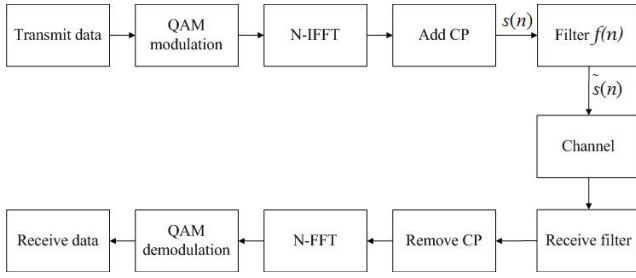 Transmit data
QAM
modulation
N-IFFT
Add CP
s(n)
Filter f(n)
s̃(n)
Channel
Receive data
QAM
demodulation
N-FFT
Remove CP
Receive filter